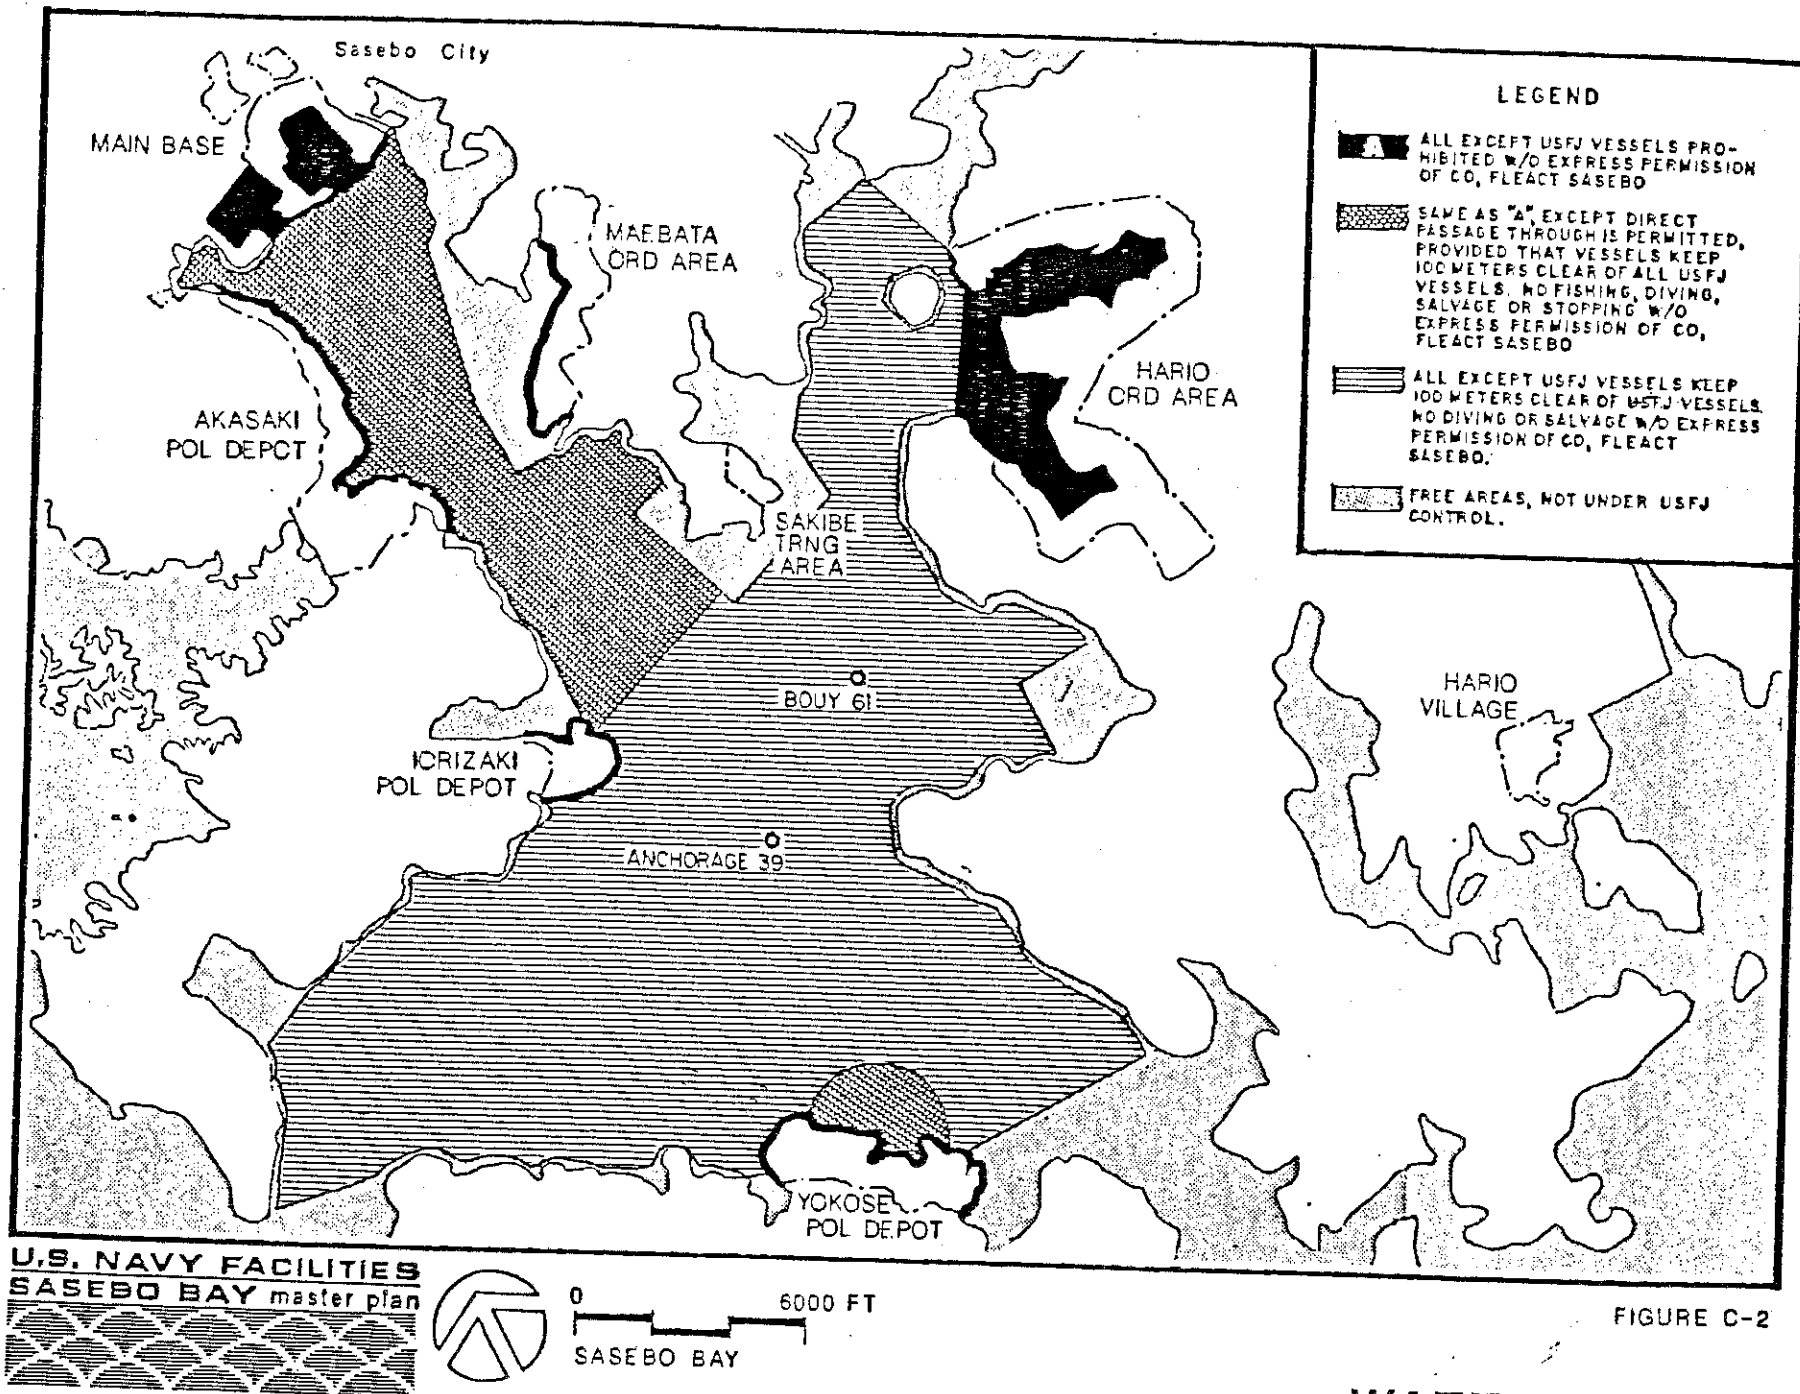 Sasebo City
MAIN BASE
MAEBATA
ORD AREA
HARIO
ORD AREA
AKASAKI
POL DEPOT
SAKIBE
TRNG
AREA
BOUY 61
HARIO
VILLAGE
IORIZAKI
POL DEPOT
ANCHORAGE 39
YOKOSE
POL DEPOT
LEGEND
A
ALL EXCEPT USFJ VESSELS PRO-
HIBITED W/O EXPRESS PERMISSION
OF CO, FLEACT SASEBO
SAME AS "A", EXCEPT DIRECT
PASSAGE THROUGH IS PERMITTED,
PROVIDED THAT VESSELS KEEP
100 METERS CLEAR OF ALL USFJ
VESSELS. NO FISHING, DIVING,
SALVAGE OR STOPPING W/O
EXPRESS PERMISSION OF CO,
FLEACT SASEBO
ALL EXCEPT USFJ VESSELS KEEP
100 METERS CLEAR OF USFJ VESSELS.
NO DIVING OR SALVAGE W/O EXPRESS
PERMISSION OF CO, FLEACT
SASEBO.
FREE AREAS, NOT UNDER USFJ
CONTROL.
U.S. NAVY FACILITIES
SASEBO BAY master plan
0 6000 FT
SASEBO BAY
FIGURE C-2